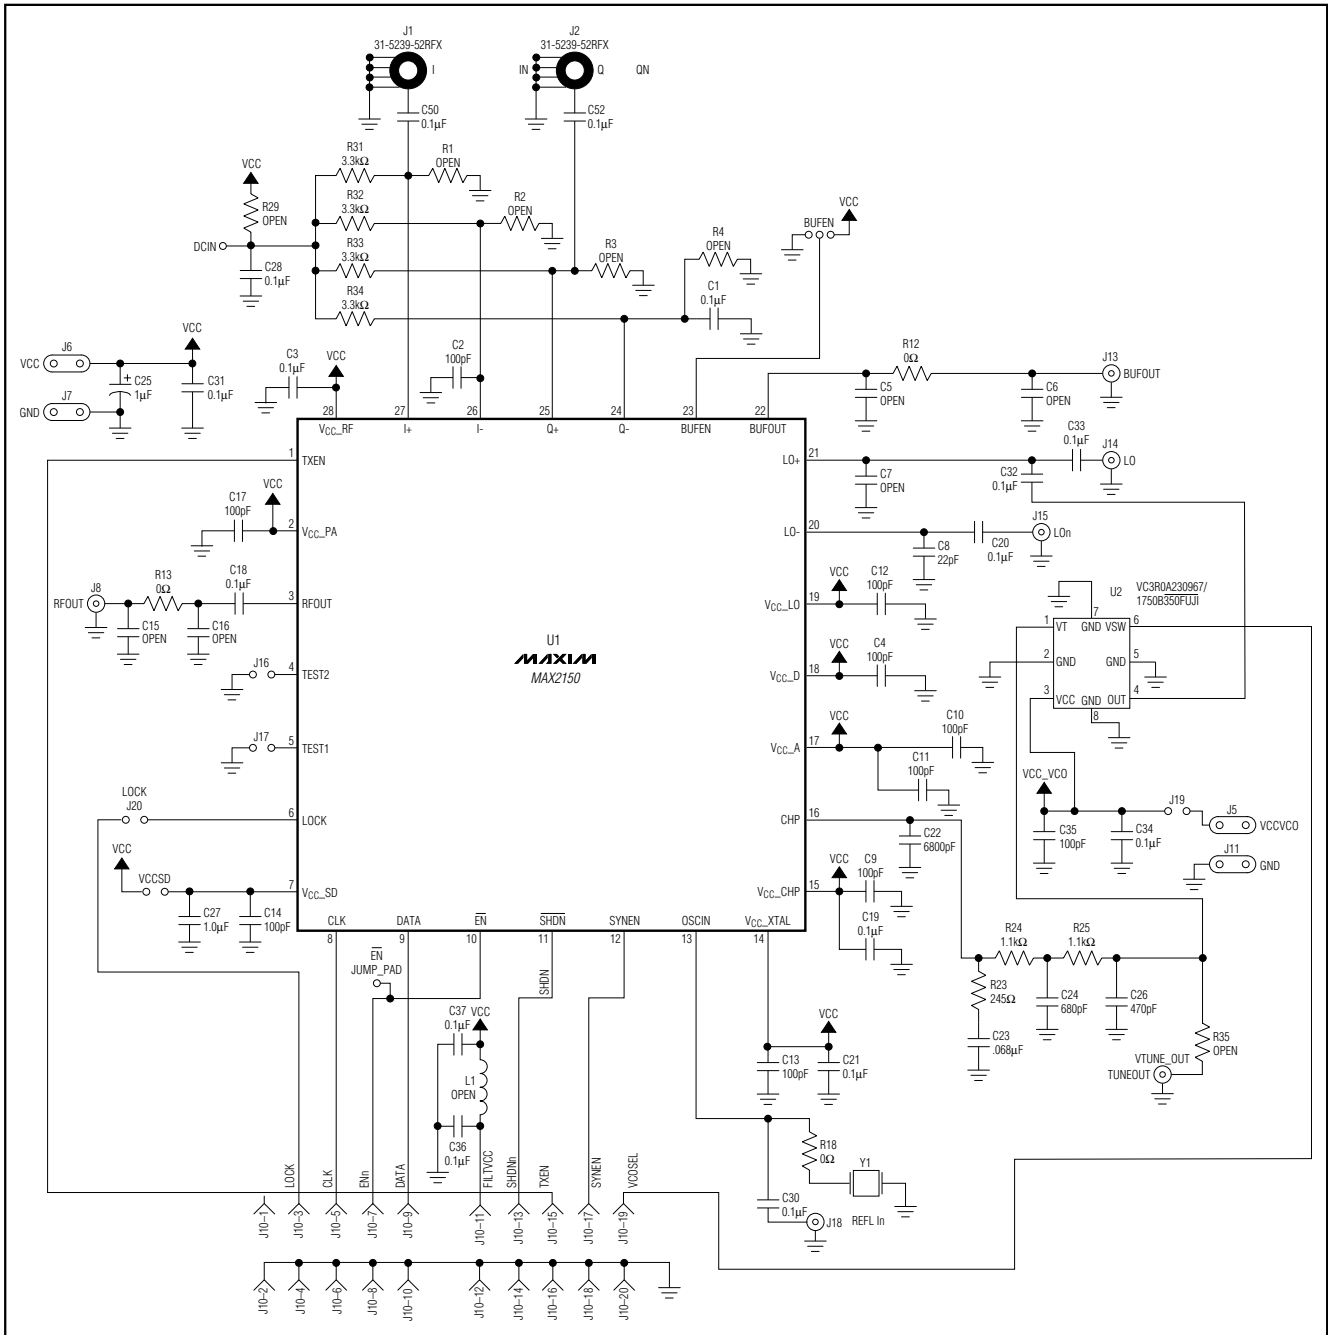 J1
31-5239-52RFX
I
J2
31-5239-52RFX
IN
Q
QN
C50
0.1µF
C52
0.1µF
R31
3.3kΩ
R1
OPEN
VCC
R29
OPEN
R32
3.3kΩ
R2
OPEN
DCIN
R33
3.3kΩ
R3
OPEN
R4
OPEN
BUFEN
VCC
C28
0.1µF
R34
3.3kΩ
C1
0.1µF
J6
VCC
VCC
C25
+
1µF
C31
0.1µF
J7
GND
C3
0.1µF
VCC
C2
100pF
R12
0Ω
C5
OPEN
C6
OPEN
J13
BUFOUT
28
27
26
25
24
23
22
VCC_RF
I+
I-
Q+
Q-
BUFEN
BUFOUT
1
TXEN
LO+
21
C7
OPEN
C32
0.1µF
C33
0.1µF
J14
LO
C17
100pF
VCC
2
VCC_PA
LO-
20
C8
22pF
C20
0.1µF
J15
LOn
J8
RFOUT
R13
0Ω
C18
0.1µF
3
RFOUT
C15
OPEN
C16
OPEN
VCC_LO
19
VCC
C12
100pF
U2
VC3R0A230967/
1750B350FUJI
7
1
VT
GND
VSW
6
2
GND
GND
5
3
VCC
GND
OUT
4
8
U1
MAXIM
MAX2150
J16
4
TEST2
VCC_D
18
VCC
C4
100pF
J17
5
TEST1
VCC_A
17
VCC
C10
100pF
C11
100pF
LOCK
J20
6
LOCK
CHP
16
C22
6800pF
VCC_VCO
C35
100pF
C34
0.1µF
J19
J5
VCCVCO
J11
GND
VCC
VCCSD
7
VCC_SD
C27
1.0µF
C14
100pF
VCC_CHP
15
VCC
C9
100pF
C19
0.1µF
CLK
DATA
EN
SHDN
SYNEN
OSCIN
VCC_XTAL
8
9
10
11
12
13
14
EN
JUMP_PAD
SHDN
R24
1.1kΩ
R25
1.1kΩ
R23
245Ω
C24
680pF
C26
470pF
C23
.068µF
R35
OPEN
VTUNE_OUT
TUNEOUT
C37
0.1µF
VCC
L1
OPEN
C36
0.1µF
VCC
C13
100pF
C21
0.1µF
R18
0Ω
Y1
C30
0.1µF
J18
REFL In
LOCK
CLK
ENn
DATA
FILTVCC
SHDNn
TXEN
SYNEN
VCOSEL
J10-1
J10-3
J10-5
J10-7
J10-9
J10-11
J10-13
J10-15
J10-17
J10-19
J10-2
J10-4
J10-6
J10-8
J10-10
J10-12
J10-14
J10-16
J10-18
J10-20